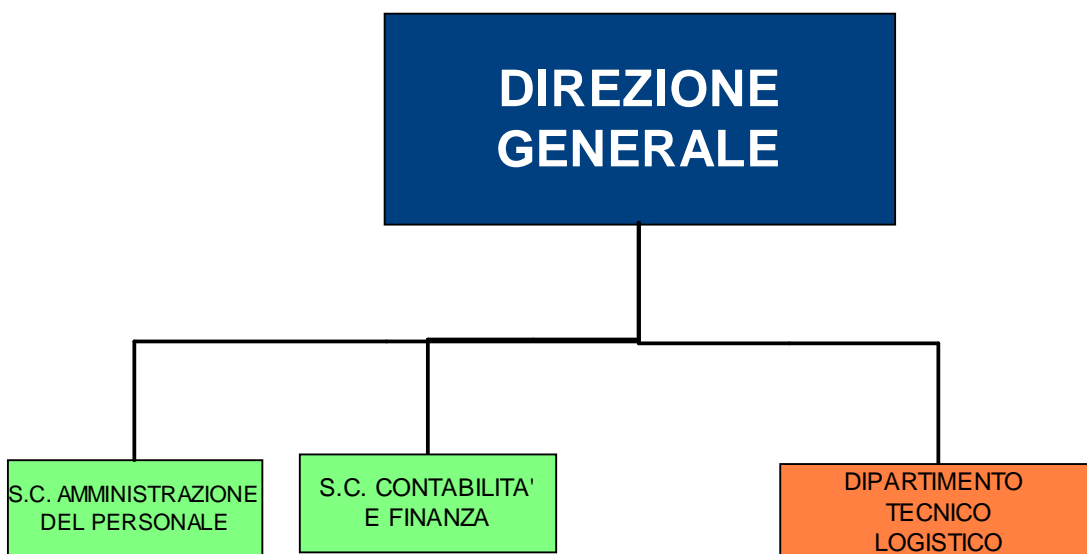 DIREZIONE
GENERALE
S.C. AMMINISTRAZIONE
DEL PERSONALE
S.C. CONTABILITA'
E FINANZA
DIPARTIMENTO
TECNICO
LOGISTICO